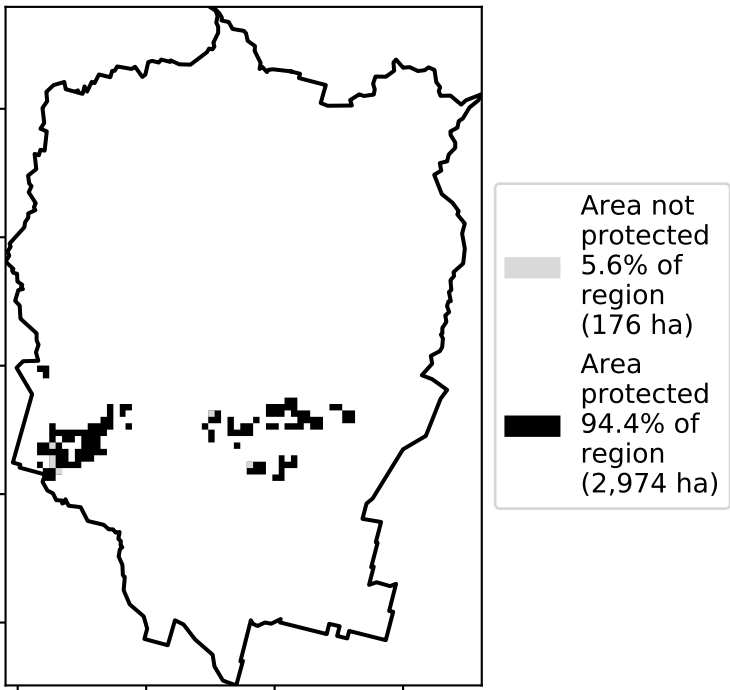 Area not
protected
5.6% of
region
(176 ha)
Area
protected
94.4% of
region
(2,974 ha)